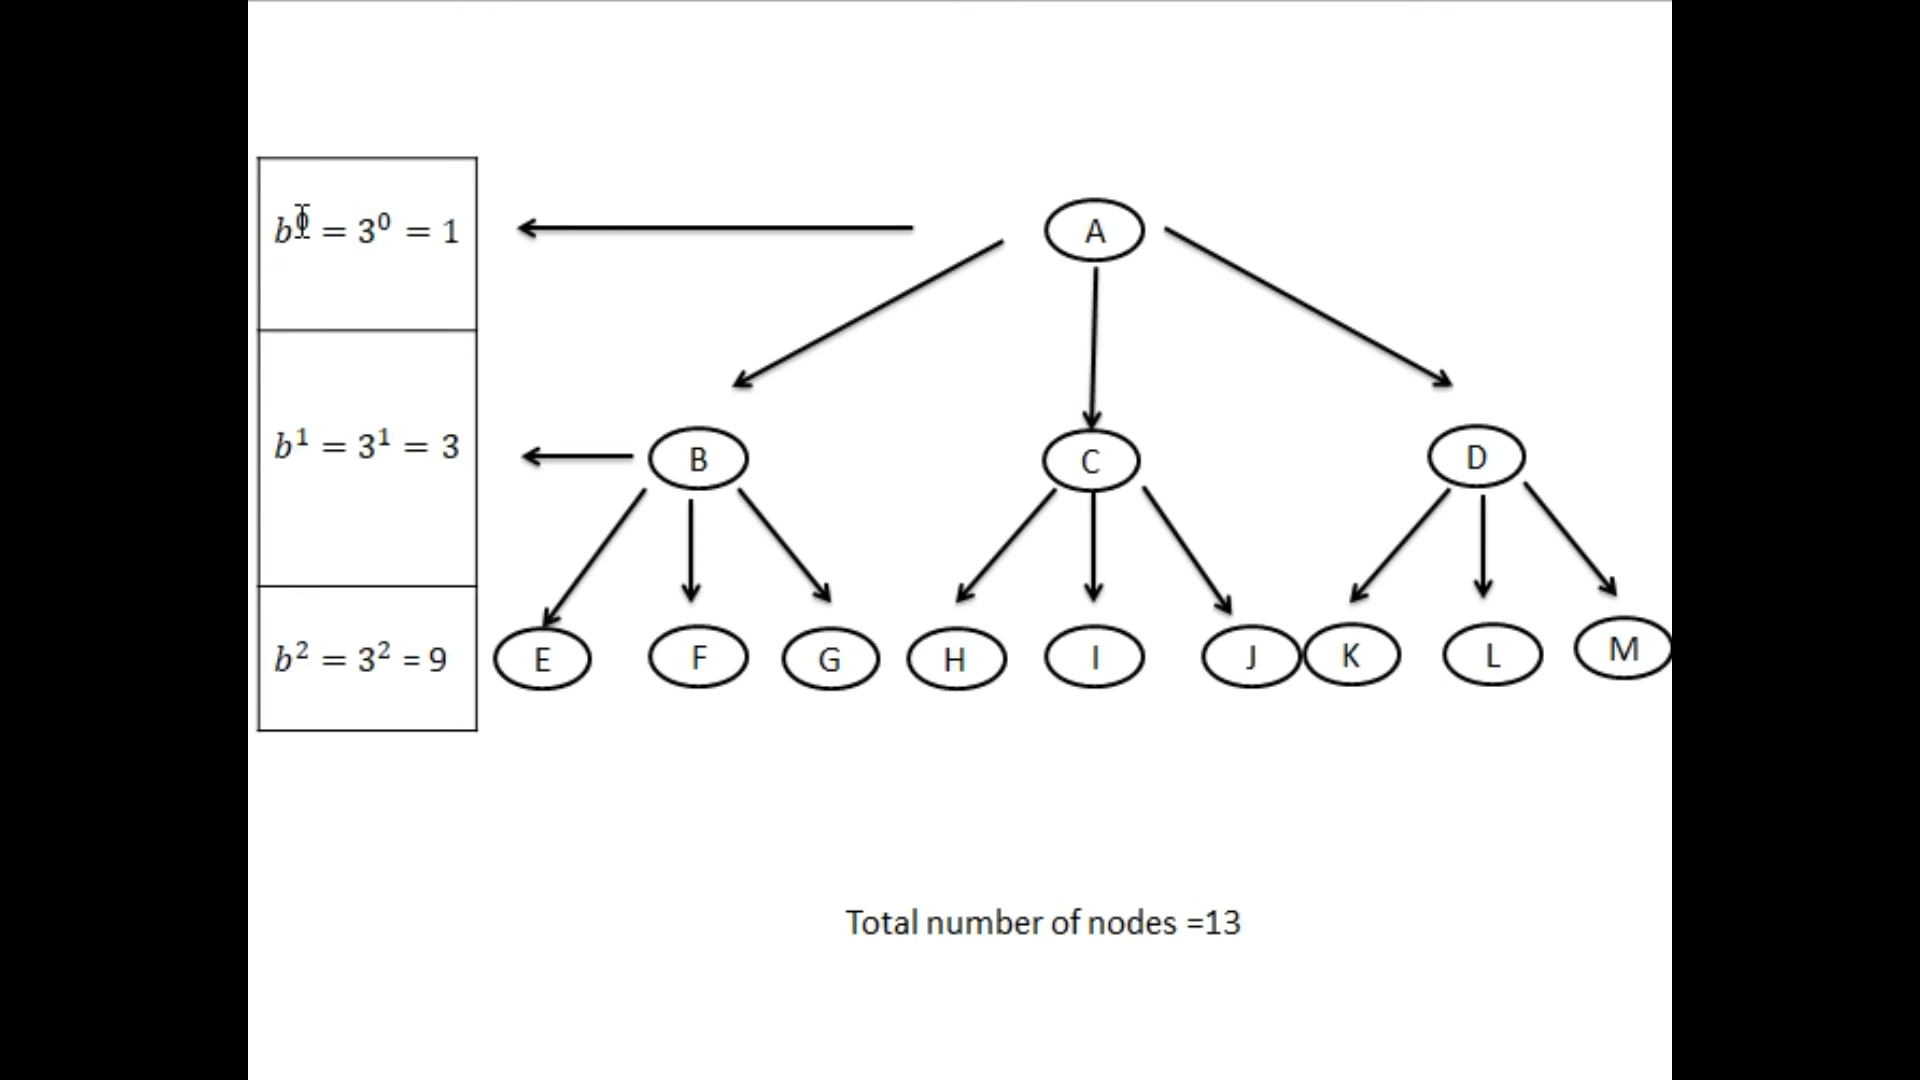 b⁰ = 3⁰ = 1
A
b¹ = 3¹ = 3
B C D
b² = 3² = 9
E F G H I J K L M
Total number of nodes =13